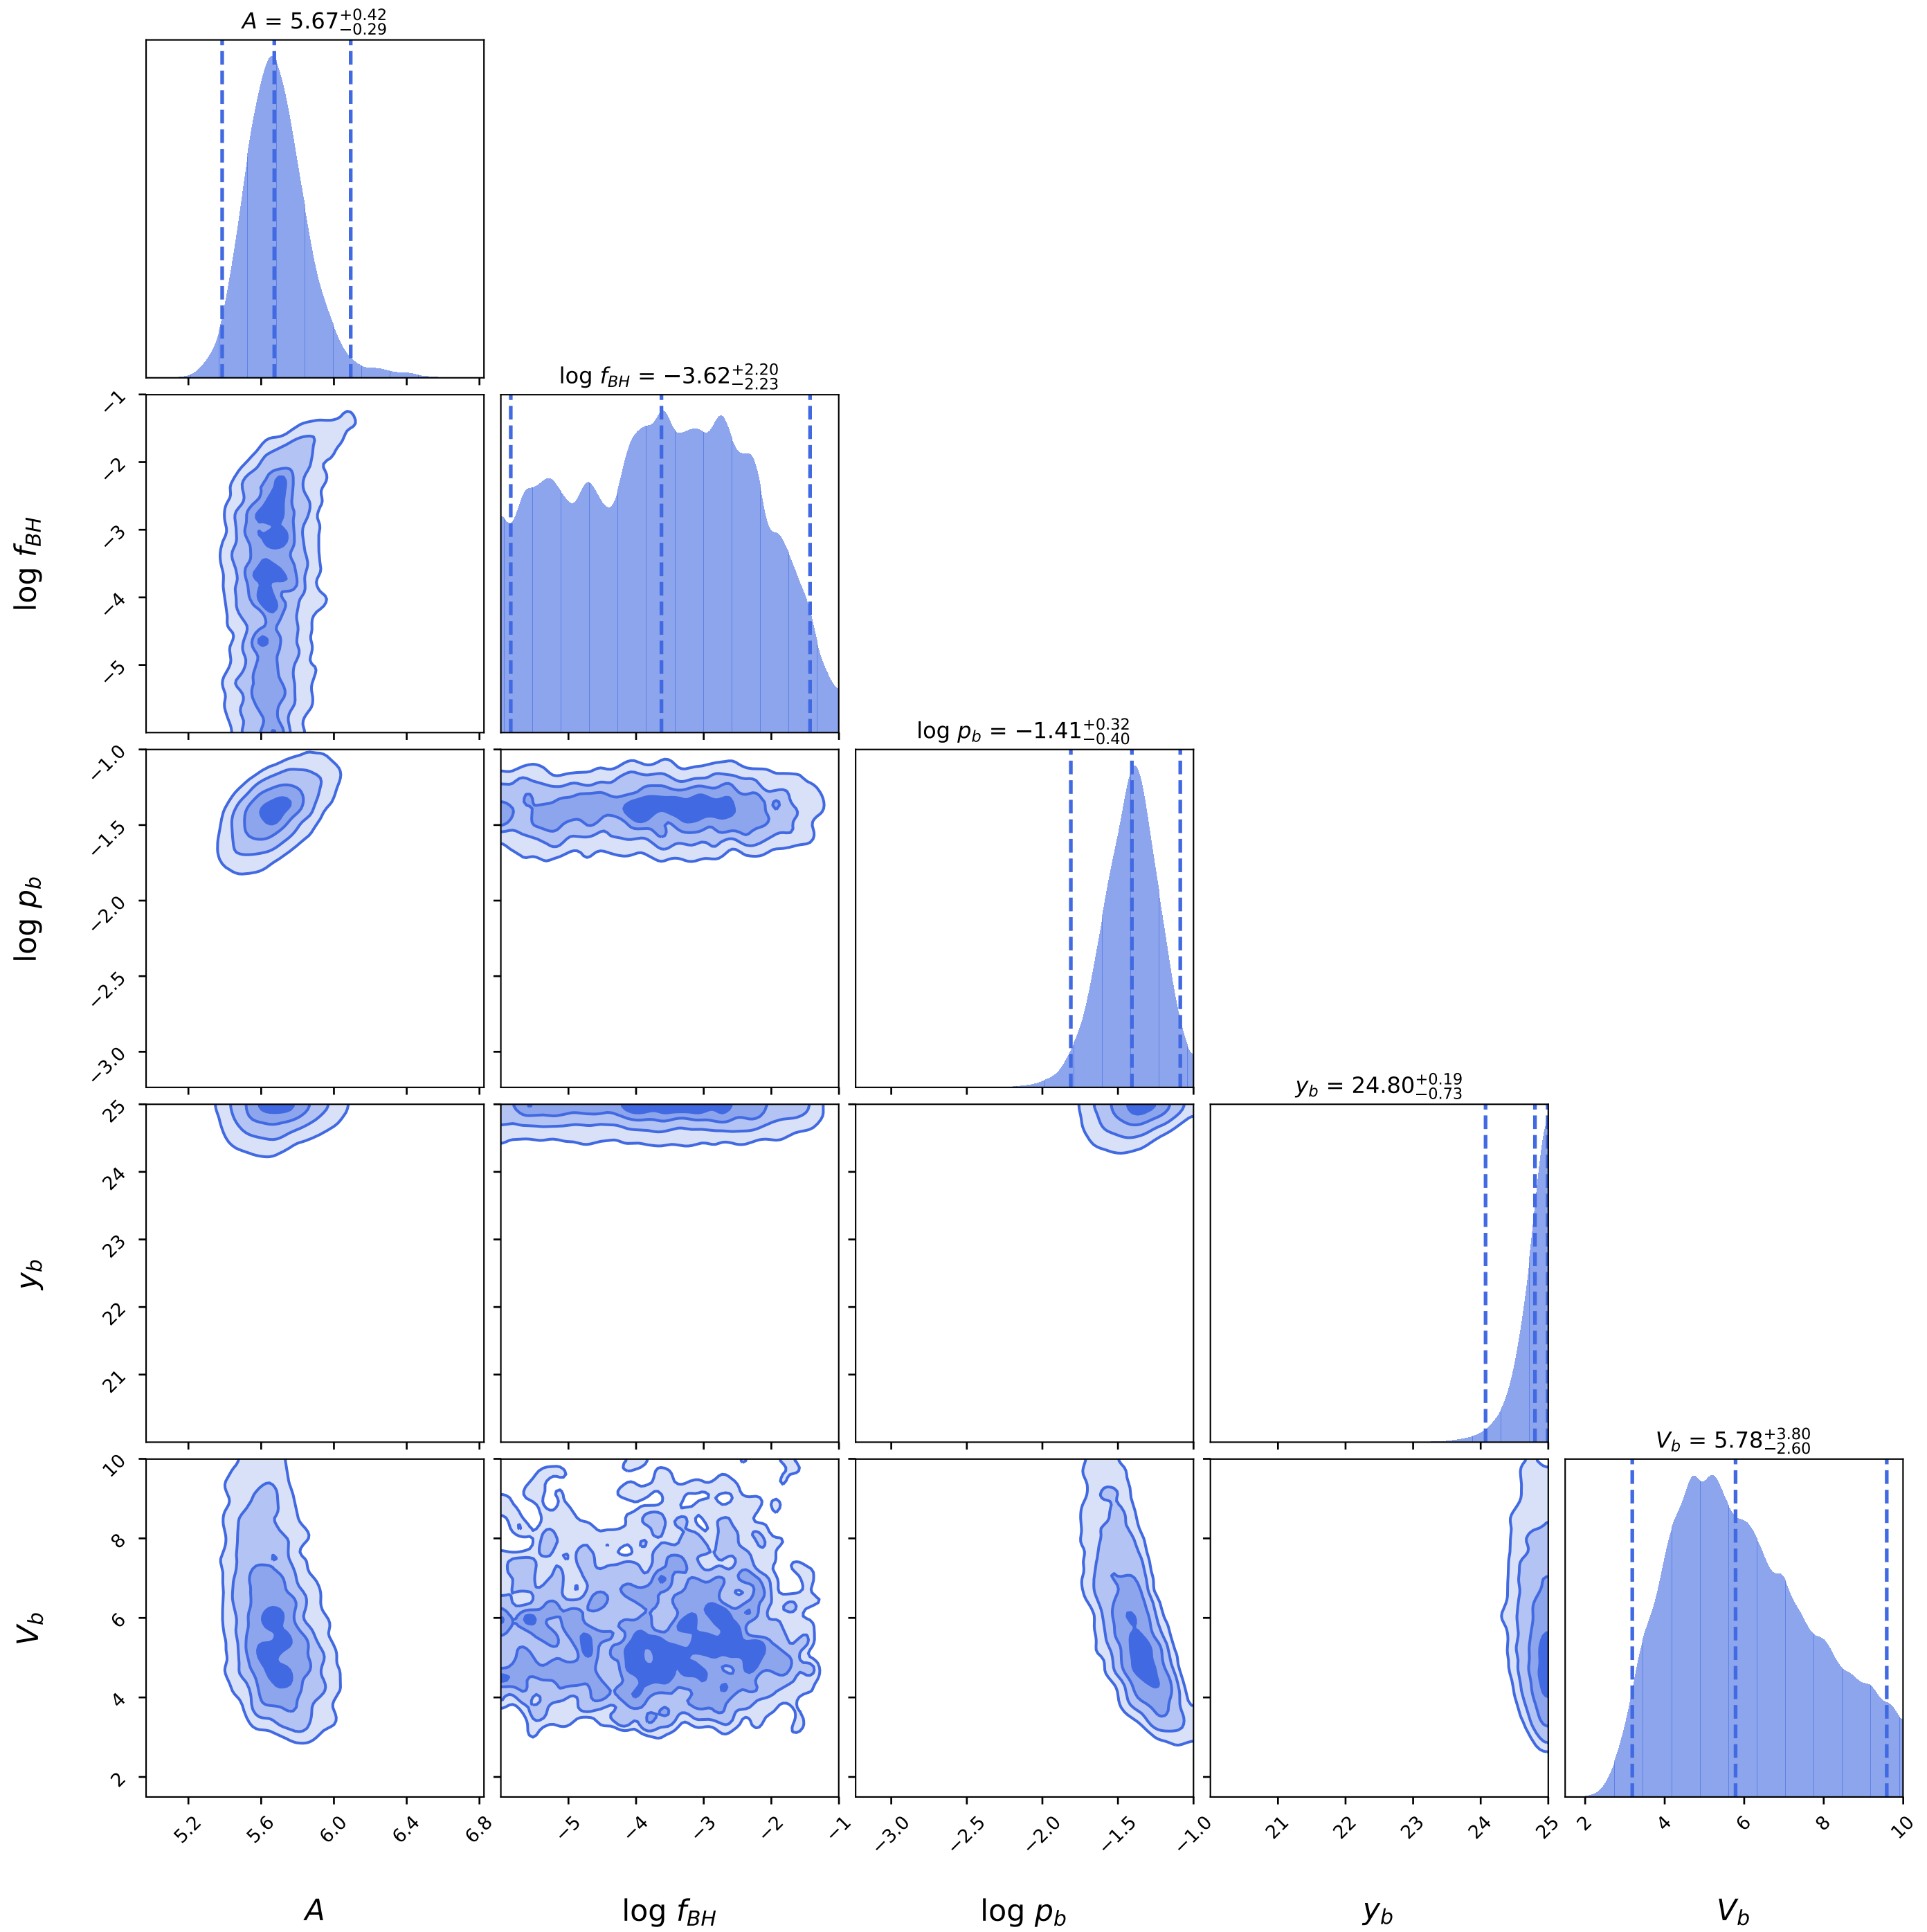 A = 5.67^{+0.42}_{−0.29}
log f_{BH} = −3.62^{+2.20}_{−2.23}
−1
−2
−3
−4
−5
log f_{BH}
log p_b = −1.41^{+0.32}_{−0.40}
−1.0
−1.5
−2.0
−2.5
−3.0
log p_b
y_b = 24.80^{+0.19}_{−0.73}
25
24
23
22
21
y_b
V_b = 5.78^{+3.80}_{−2.60}
10
8
6
4
2
V_b
5.2 5.6 6.0 6.4 6.8 −5 −4 −3 −2 −1 −3.0 −2.5 −2.0 −1.5 −1.0 21 22 23 24 25 2 4 6 8 10
A log f_{BH} log p_b y_b V_b